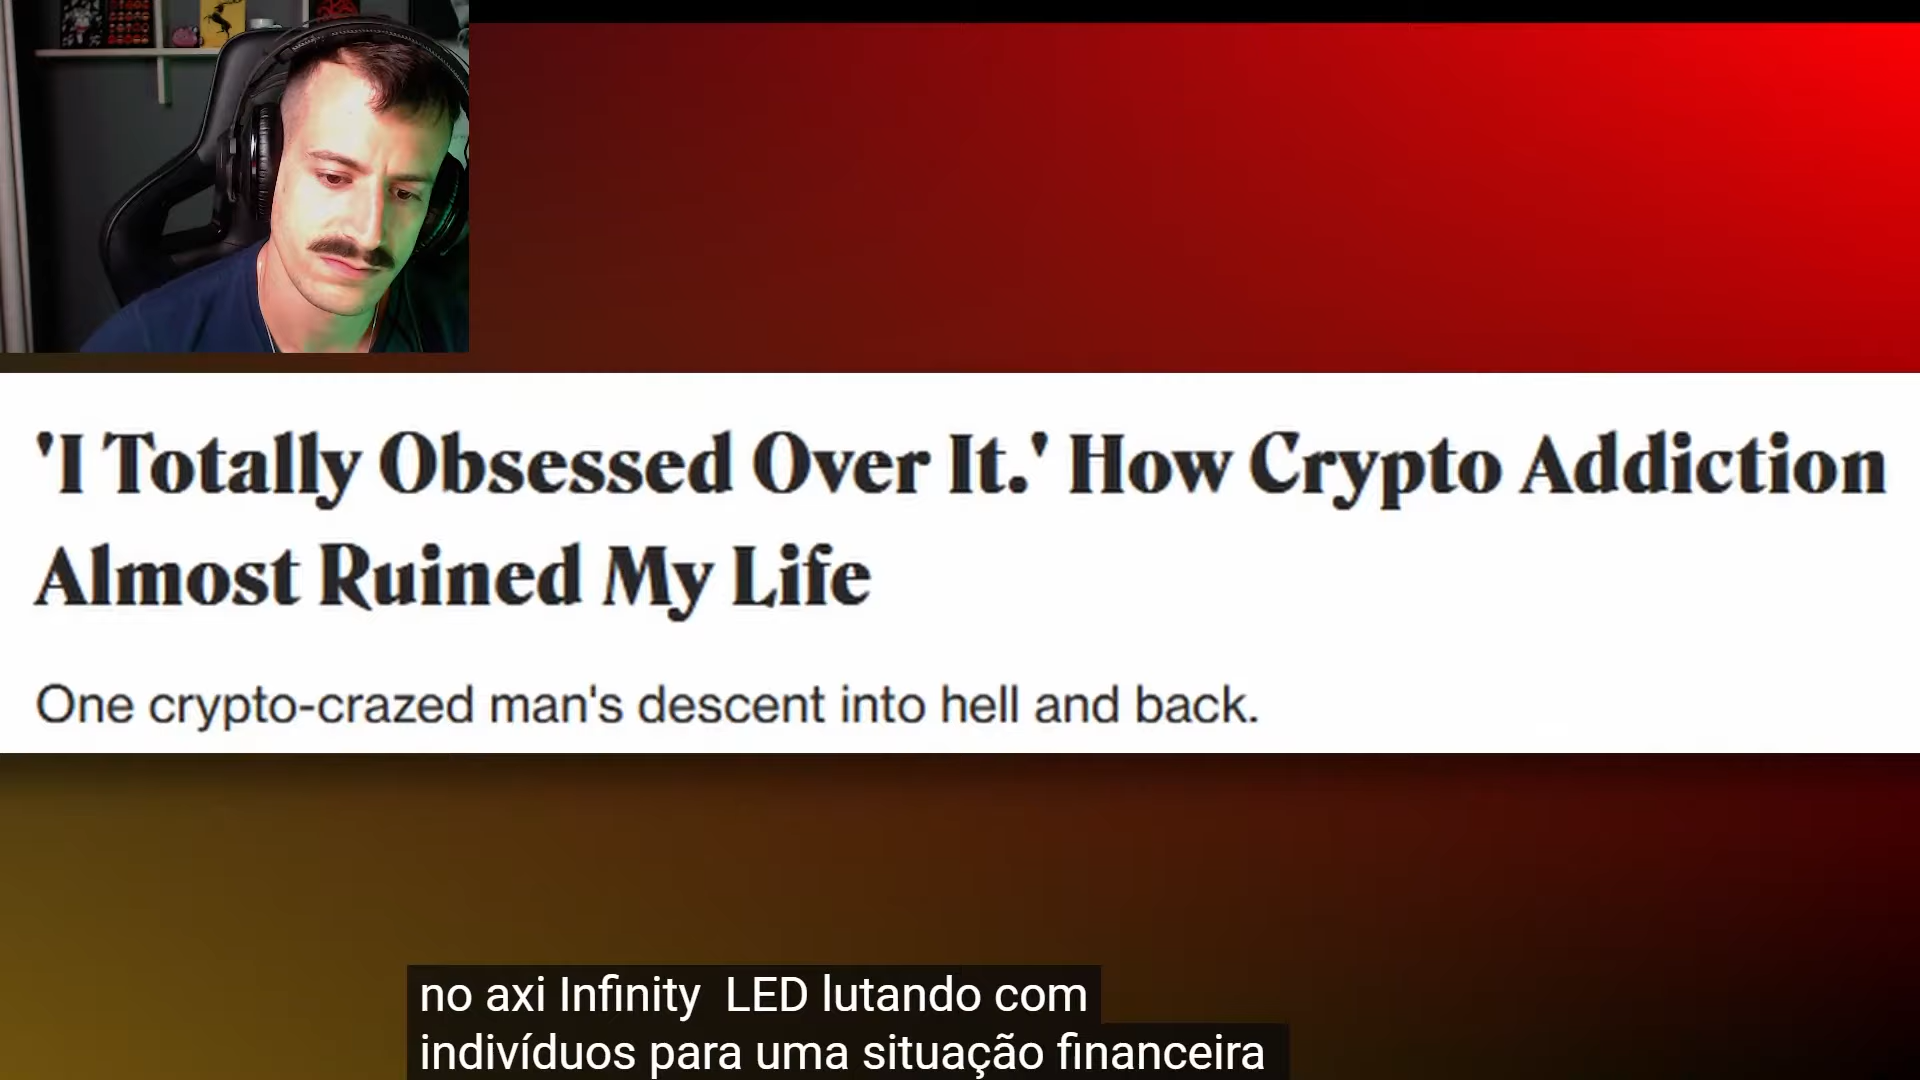 'I Totally Obsessed Over It.' How Crypto Addiction
Almost Ruined My Life
One crypto-crazed man's descent into hell and back.
no axi Infinity  LED lutando com
indivíduos para uma situação financeira